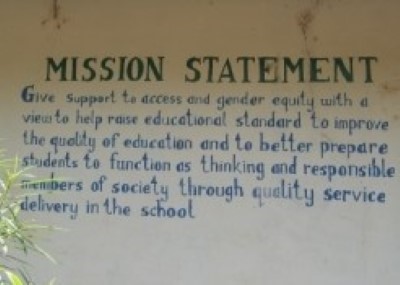 MISSION STATEMENT
Give support to access and gender equity with a
view to help raise educational standard to improve
the quality of education and to better prepare
students to function as thinking and responsible
members of society through quality service
delivery in the school